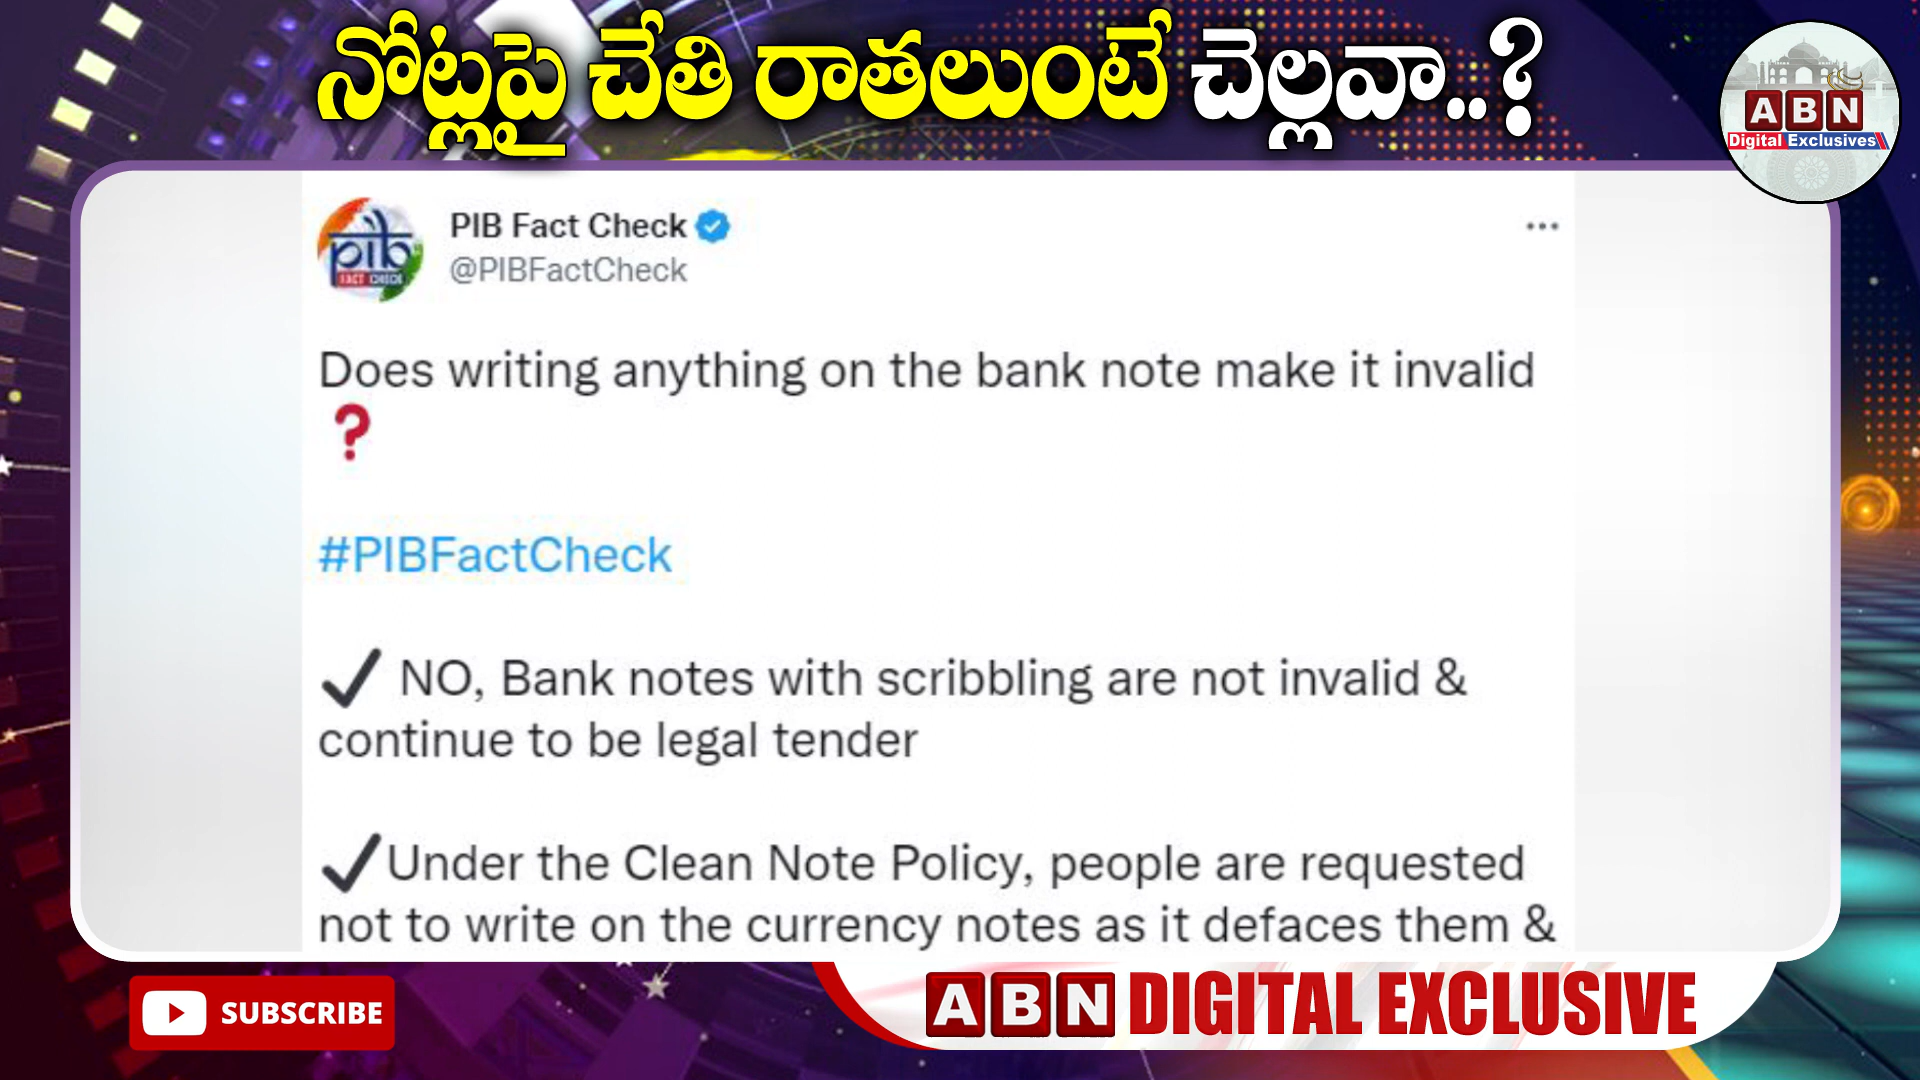 నోట్లపై చేతి రాతలుంటే చెల్లవా..?
ABN
Digital Exclusives
pib
FACT CHECK
PIB Fact Check
@PIBFactCheck
Does writing anything on the bank note make it invalid
❓
#PIBFactCheck
✔ NO, Bank notes with scribbling are not invalid &
continue to be legal tender
✔Under the Clean Note Policy, people are requested
not to write on the currency notes as it defaces them &
SUBSCRIBE
ABN DIGITAL EXCLUSIVE